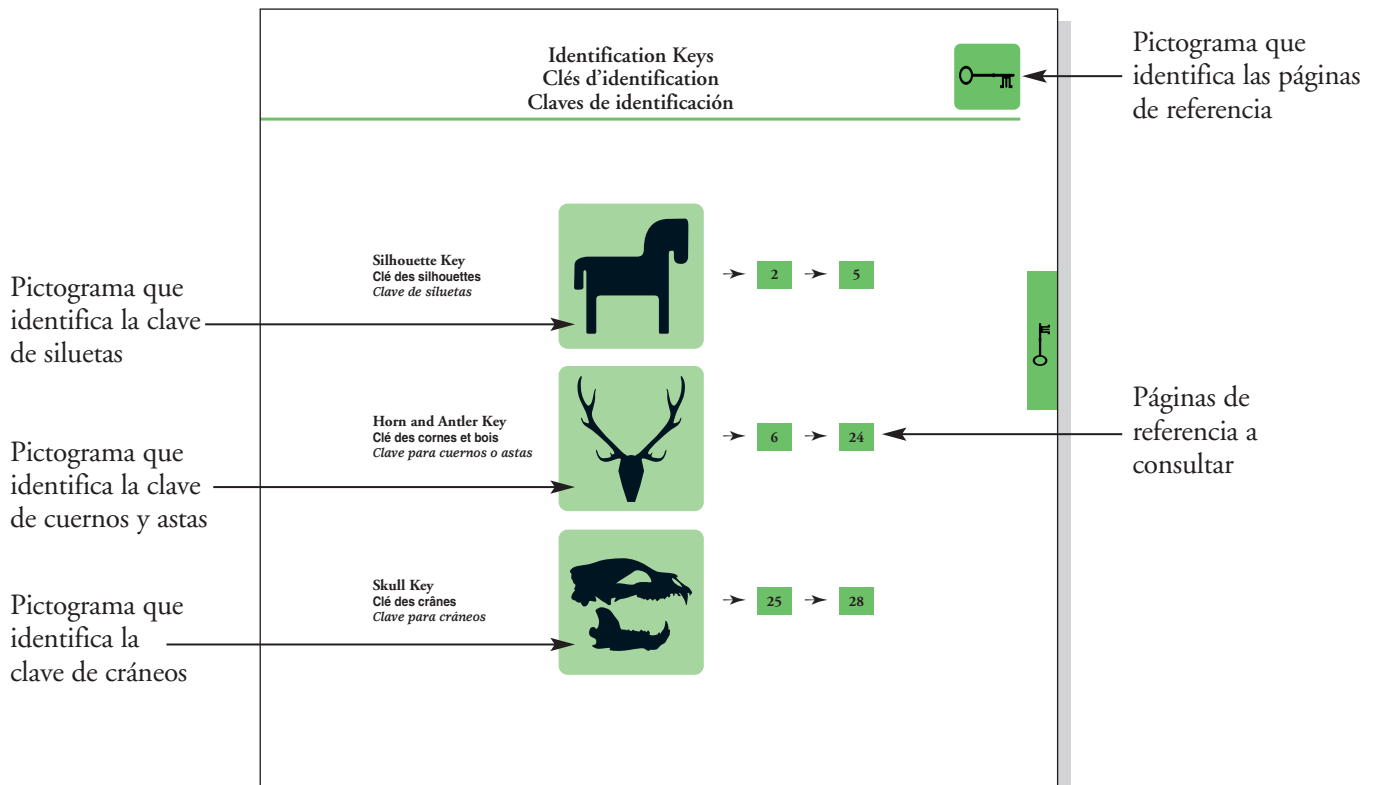 Identification Keys
Clés d’identification
Claves de identificación
Pictograma que
identifica las páginas
de referencia
Pictograma que
identifica la clave
de siluetas
Silhouette Key
Clé des silhouettes
Clave de siluetas
2
5
Pictograma que
identifica la clave
de cuernos y astas
Horn and Antler Key
Clé des cornes et bois
Clave para cuernos o astas
6
24
Páginas de
referencia a
consultar
Pictograma que
identifica la
clave de cráneos
Skull Key
Clé des crânes
Clave para cráneos
25
28